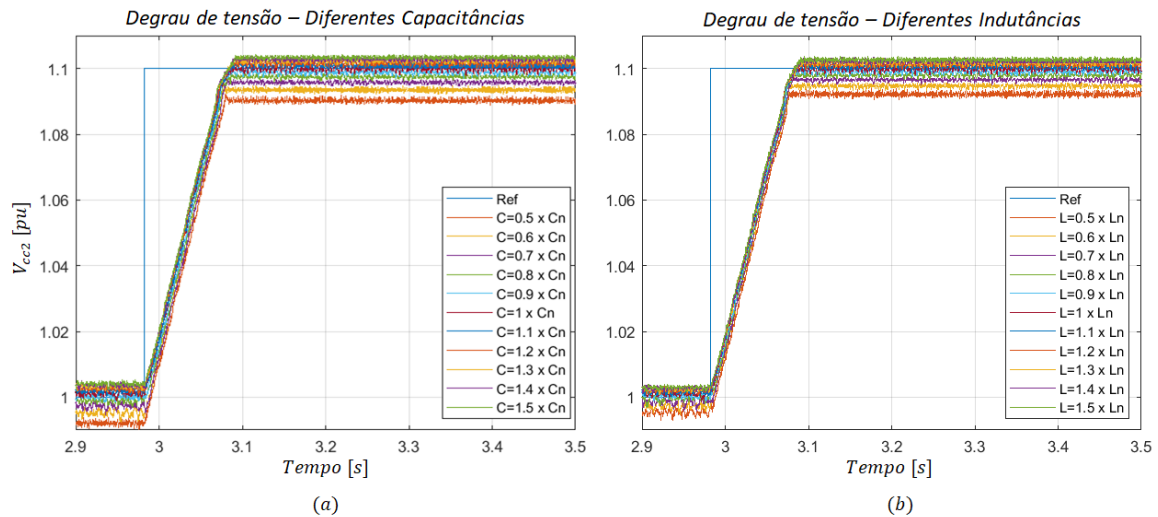 Degrau de tensão – Diferentes Capacitâncias
1.1
1.08
1.06
1.04
1.02
1
V_cc2 [pu]
Ref
C=0.5 x Cn
C=0.6 x Cn
C=0.7 x Cn
C=0.8 x Cn
C=0.9 x Cn
C=1 x Cn
C=1.1 x Cn
C=1.2 x Cn
C=1.3 x Cn
C=1.4 x Cn
C=1.5 x Cn
2.9 3 3.1 3.2 3.3 3.4 3.5
Tempo [s]
(a)
Degrau de tensão – Diferentes Indutâncias
1.1
1.08
1.06
1.04
1.02
1
Ref
L=0.5 x Ln
L=0.6 x Ln
L=0.7 x Ln
L=0.8 x Ln
L=0.9 x Ln
L=1 x Ln
L=1.1 x Ln
L=1.2 x Ln
L=1.3 x Ln
L=1.4 x Ln
L=1.5 x Ln
2.9 3 3.1 3.2 3.3 3.4 3.5
Tempo [s]
(b)